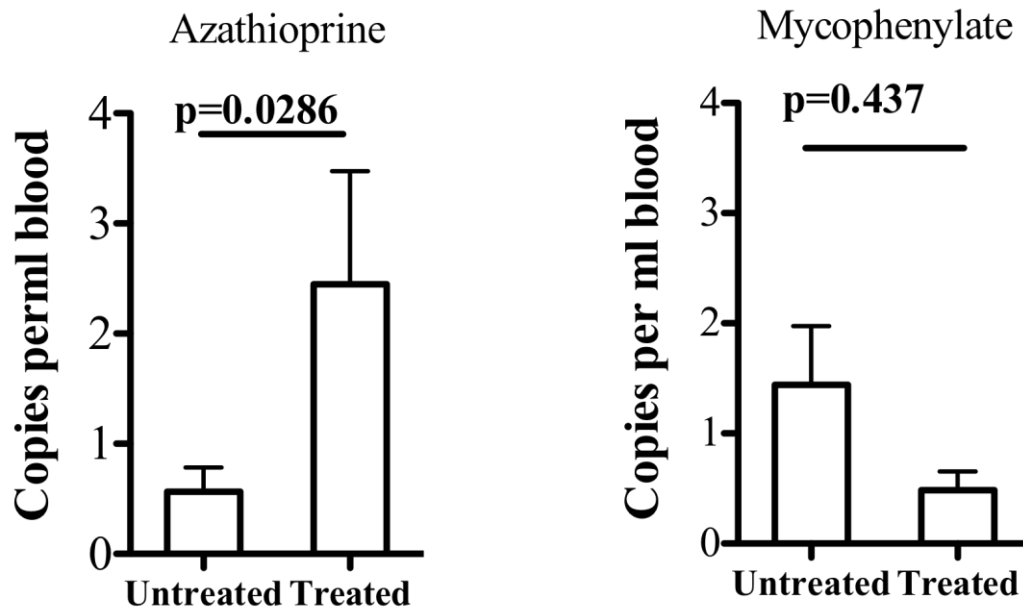 Azathioprine
p=0.0286
Copies perml blood
4
3
2
1
0
Untreated Treated
Mycophenylate
p=0.437
Copies per ml blood
4
3
2
1
0
Untreated Treated